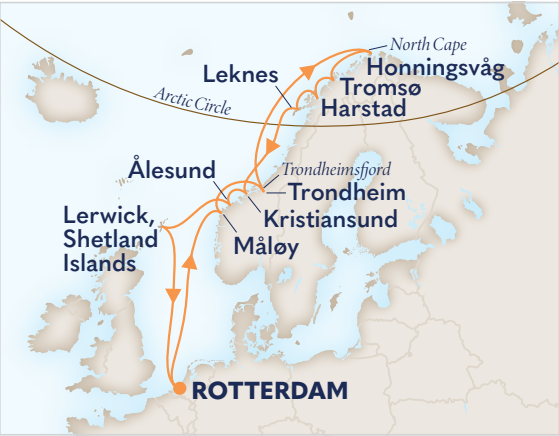 North Cape
Honningsvåg
Leknes
Tromsø
Harstad
Arctic Circle
Ålesund
Trondheimsfjord
Trondheim
Lerwick,
Shetland
Islands
Kristiansund
Måløy
ROTTERDAM